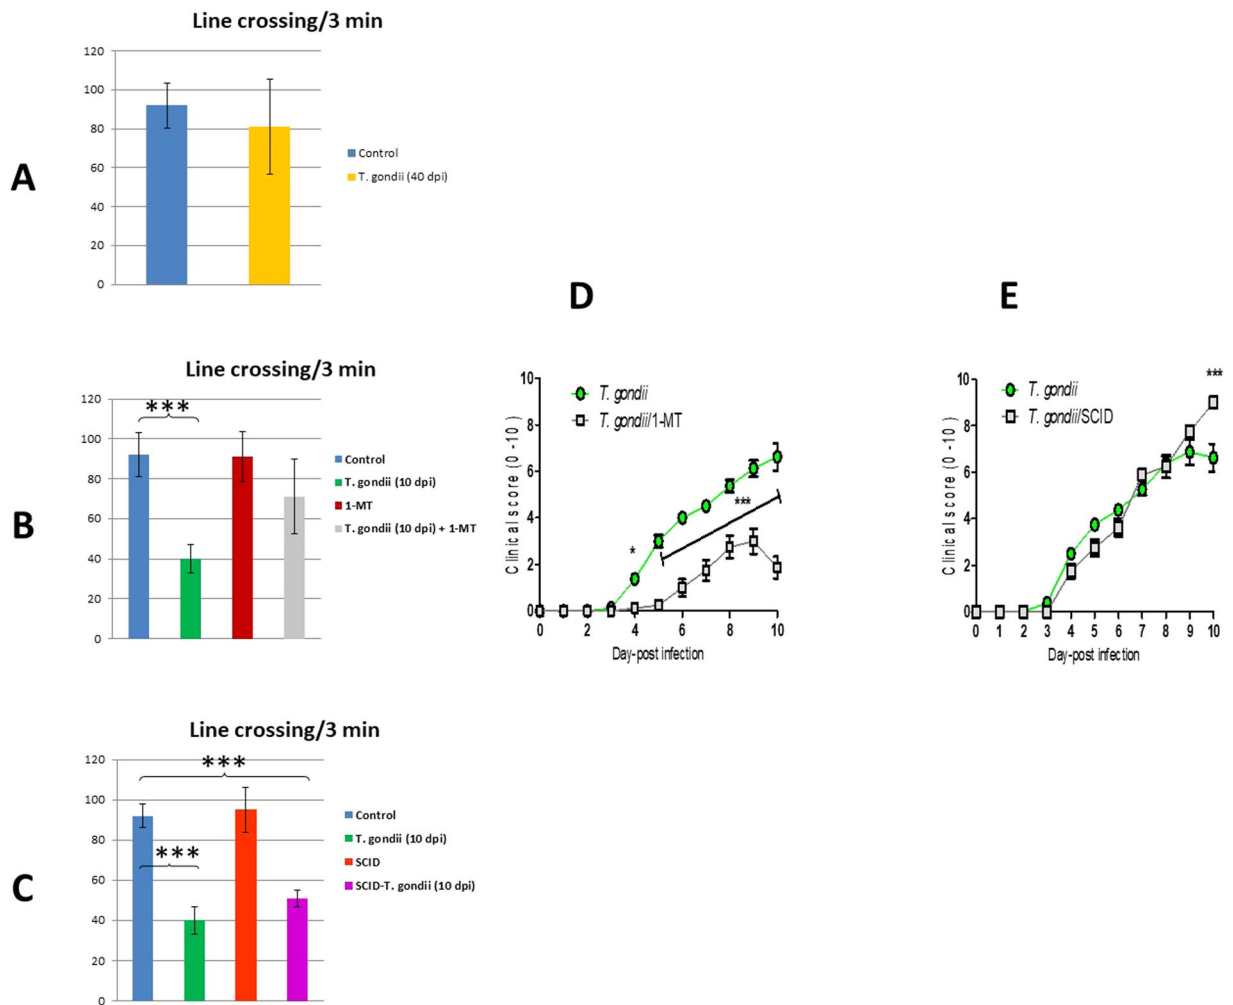 Line crossing/3 min
120
100
80
60
40
20
0
Control
T. gondii (40 dpi)
A
Line crossing/3 min
120
100
80
60
40
20
0
***
Control
T. gondii (10 dpi)
1-MT
T. gondii (10 dpi) + 1-MT
B
Line crossing/3 min
120
100
80
60
40
20
0
***
***
Control
T. gondii (10 dpi)
SCID
SCID-T. gondii (10 dpi)
C
D
Clinical score (0-10)
10
8
6
4
2
0
T. gondii
T. gondii/1-MT
*
***
0 2 4 6 8 10
Day-post infection
E
Clinical score (0-10)
10
8
6
4
2
0
T. gondii
T. gondii/SCID
***
0 1 2 3 4 5 6 7 8 9 10
Day-post infection